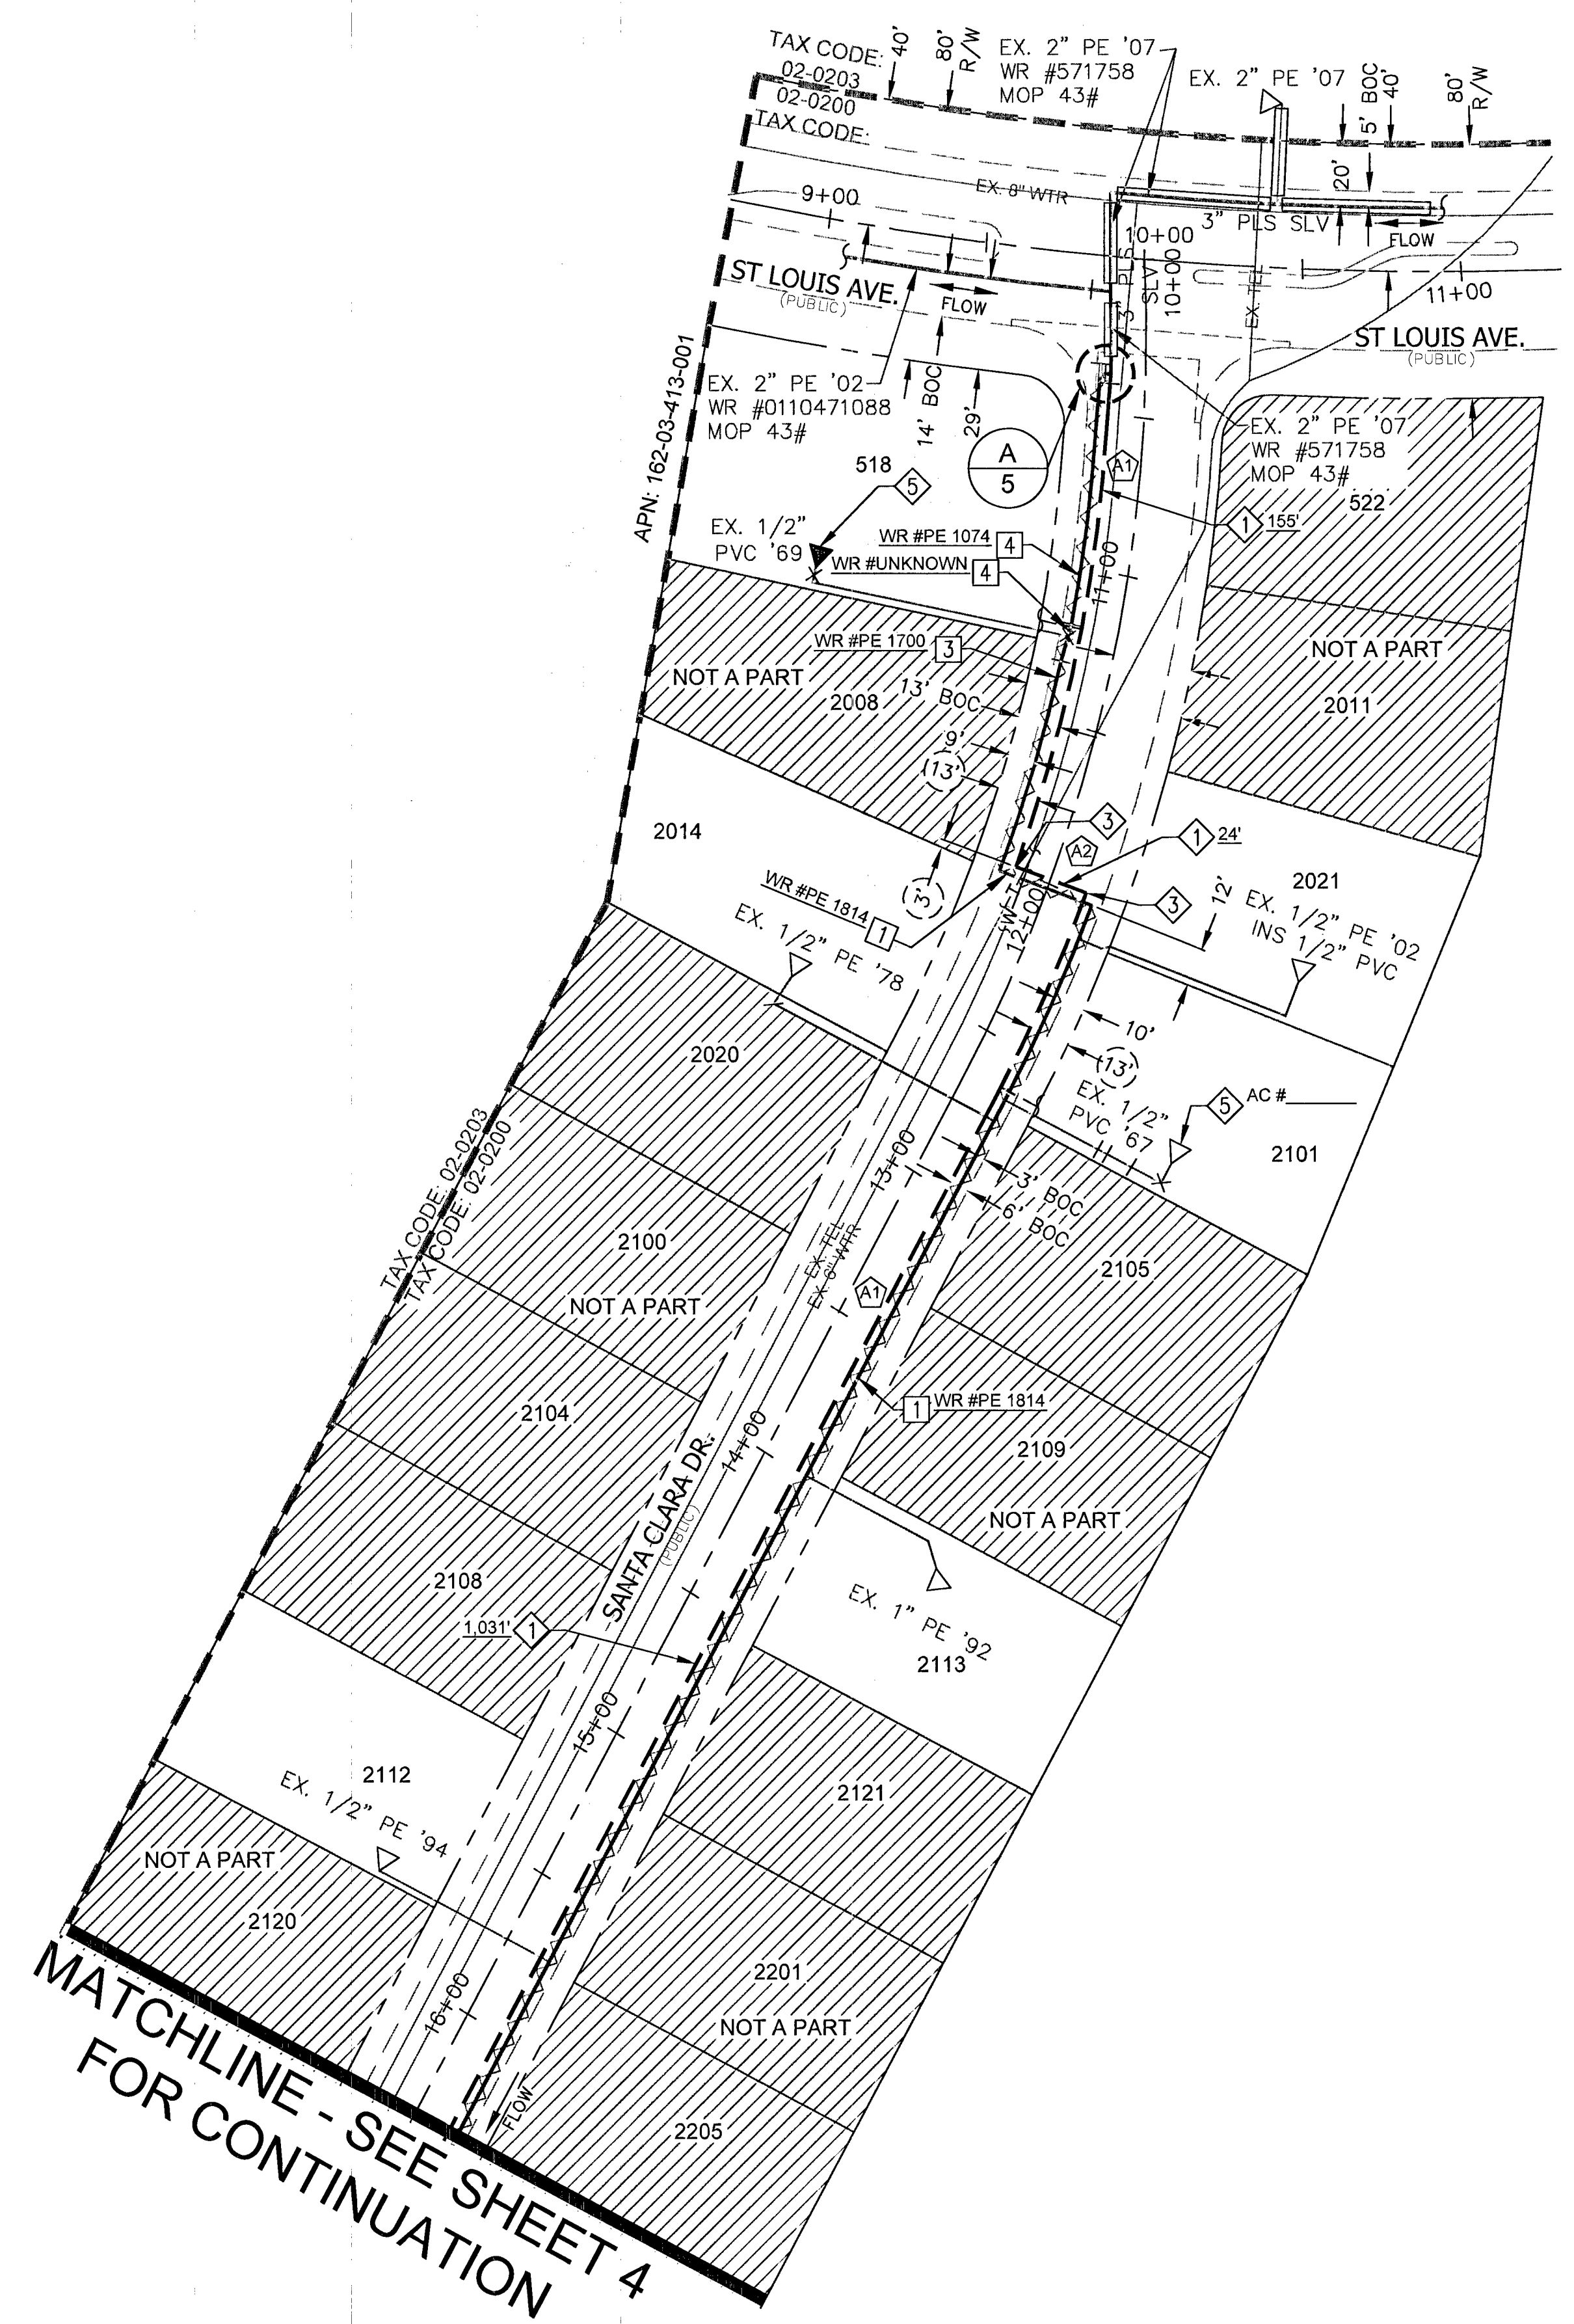 TAX CODE:
02-0203
02-0200
TAX CODE:
40'
80'
R/W
EX. 2" PE '07
WR #571758
MOP 43#
EX. 2" PE '07
5' BOC
40'
80'
R/W
20'
EX. 8" WTR
9+00
3" PLS SLV
FLOW
10+00
3" PLS
SLV
10+00
EX TEL
11+00
ST LOUIS AVE.
(PUBLIC)
FLOW
ST LOUIS AVE.
(PUBLIC)
APN: 162-03-413-001
EX. 2" PE '02
WR #0110471088
MOP 43#
14' BOC
29'
A
5
A1
EX. 2" PE '07
WR #571758
MOP 43#
522
518
5
1
155'
EX. 1/2"
PVC '69
WR #PE 1074
4
WR #UNKNOWN
4
11+00
WR #PE 1700
3
NOT A PART
2008
13' BOC
9'
13'
NOT A PART
2011
2014
3
1
24'
A2
3'
WR #PE 1814
1
EX. 1/2" PE '78
12+00
3
12'
2021
EX. 1/2" PE '02
INS 1/2" PVC
2020
10'
13'
EX. 1/2"
PVC '67
5
AC #
2101
TAX CODE: 02-0203
TAX CODE: 02-0200
13+00
3' BOC
6' BOC
2100
EX. TEL
EX 6" WTR
A1
2105
NOT A PART
1
WR #PE 1814
2104
14+00
2109
SANTA CLARA DR.
(PUBLIC)
NOT A PART
2108
EX. 1" PE '92
2113
1,031'
1
15+00
2112
EX. 1/2" PE '94
2121
NOT A PART
2120
2201
NOT A PART
16+00
FLOW
2205
MATCHLINE - SEE SHEET 4
FOR CONTINUATION